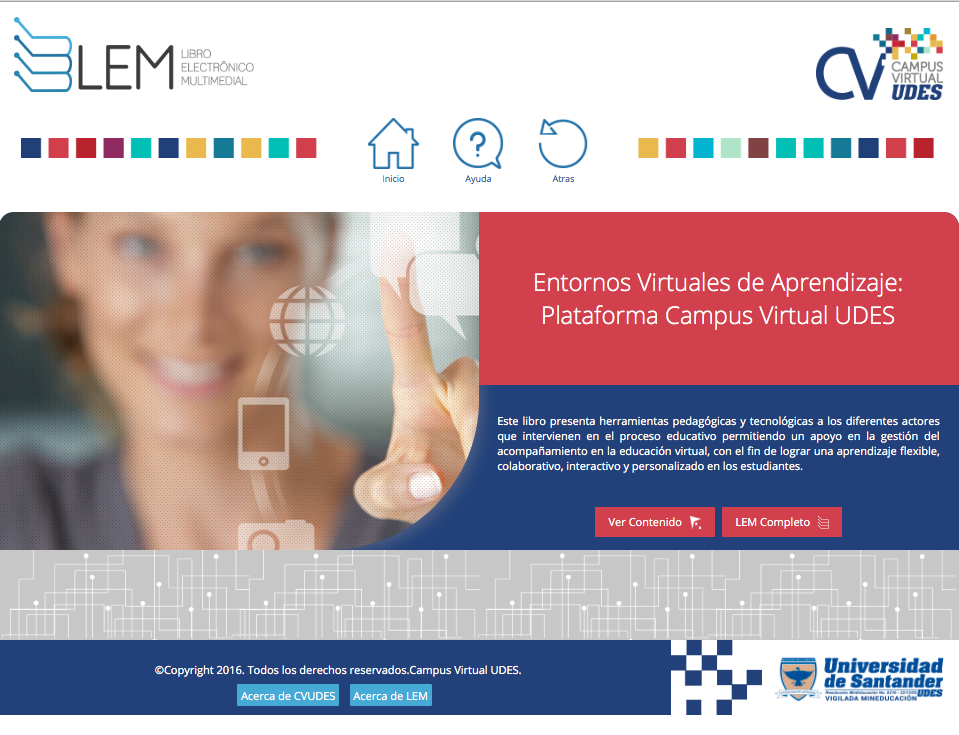 LEM
LIBRO
ELECTRÓNICO
MULTIMEDIAL
CV
CAMPUS
VIRTUAL
UDES
Inicio
Ayuda
Atras
Entornos Virtuales de Aprendizaje:
Plataforma Campus Virtual UDES
Este libro presenta herramientas pedagógicas y tecnológicas a los diferentes actores
que intervienen en el proceso educativo permitiendo un apoyo en la gestión del
acompañamiento en la educación virtual, con el fin de lograr una aprendizaje flexible,
colaborativo, interactivo y personalizado en los estudiantes.
Ver Contenido
LEM Completo
©Copyright 2016. Todos los derechos reservados.Campus Virtual UDES.
Acerca de CVUDES
Acerca de LEM
Universidad
de Santander
UDES
VIGILADA MINEDUCACIÓN